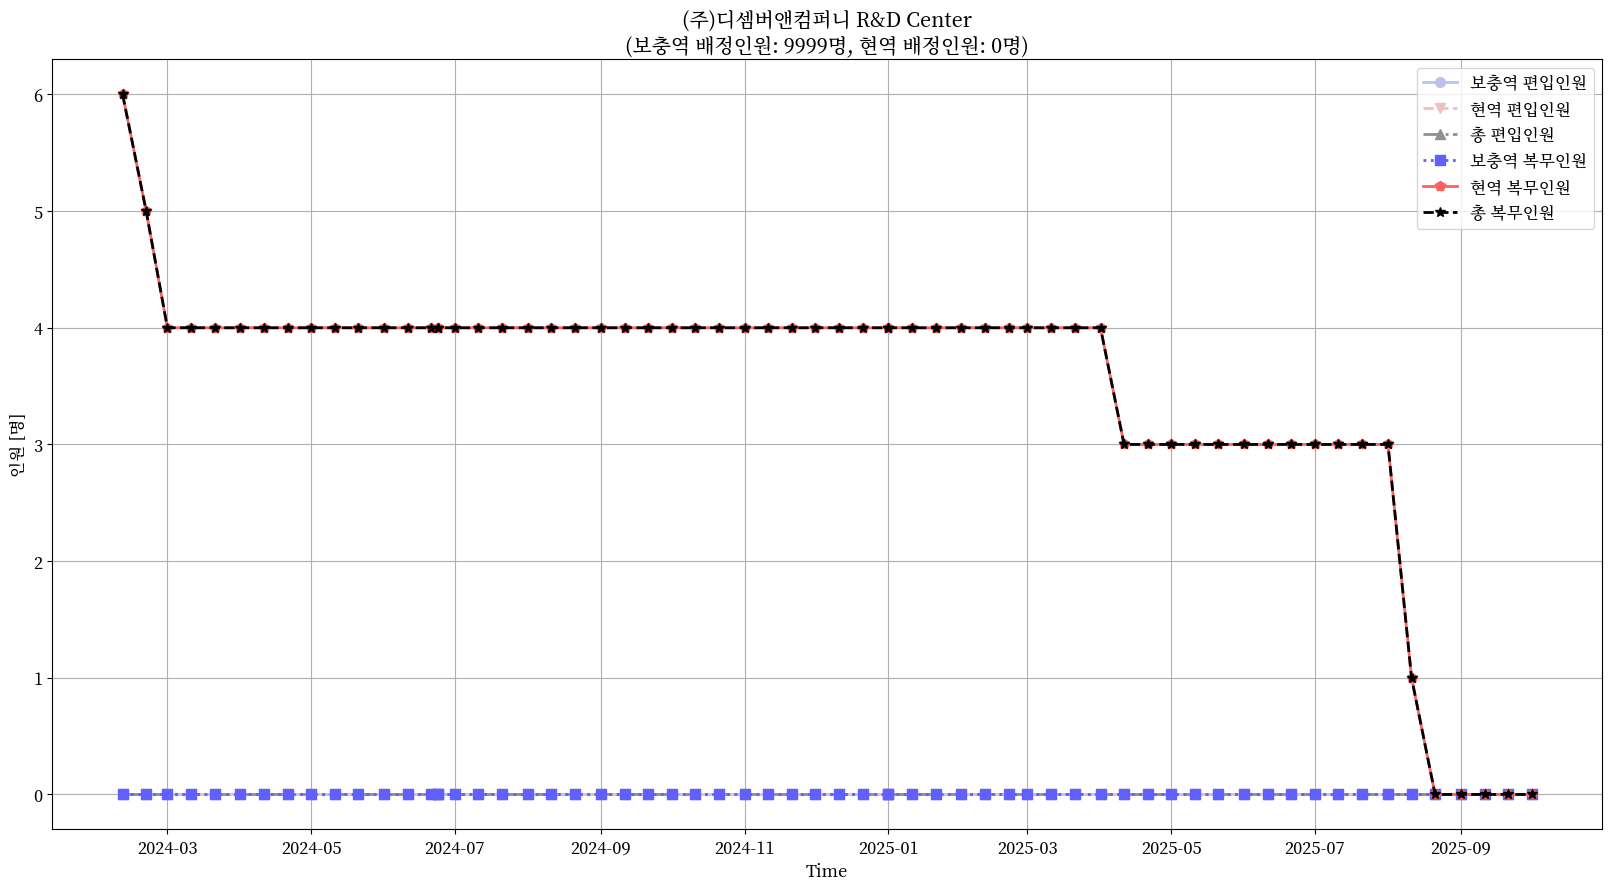 (주)디셈버앤컴퍼니 R&D Center
(보충역 배정인원: 9999명, 현역 배정인원: 0명)
보충역 편입인원
현역 편입인원
총 편입인원
보충역 복무인원
현역 복무인원
총 복무인원
인원 [명]
6
5
4
3
2
1
0
2024-03
2024-05
2024-07
2024-09
2024-11
2025-01
2025-03
2025-05
2025-07
2025-09
Time